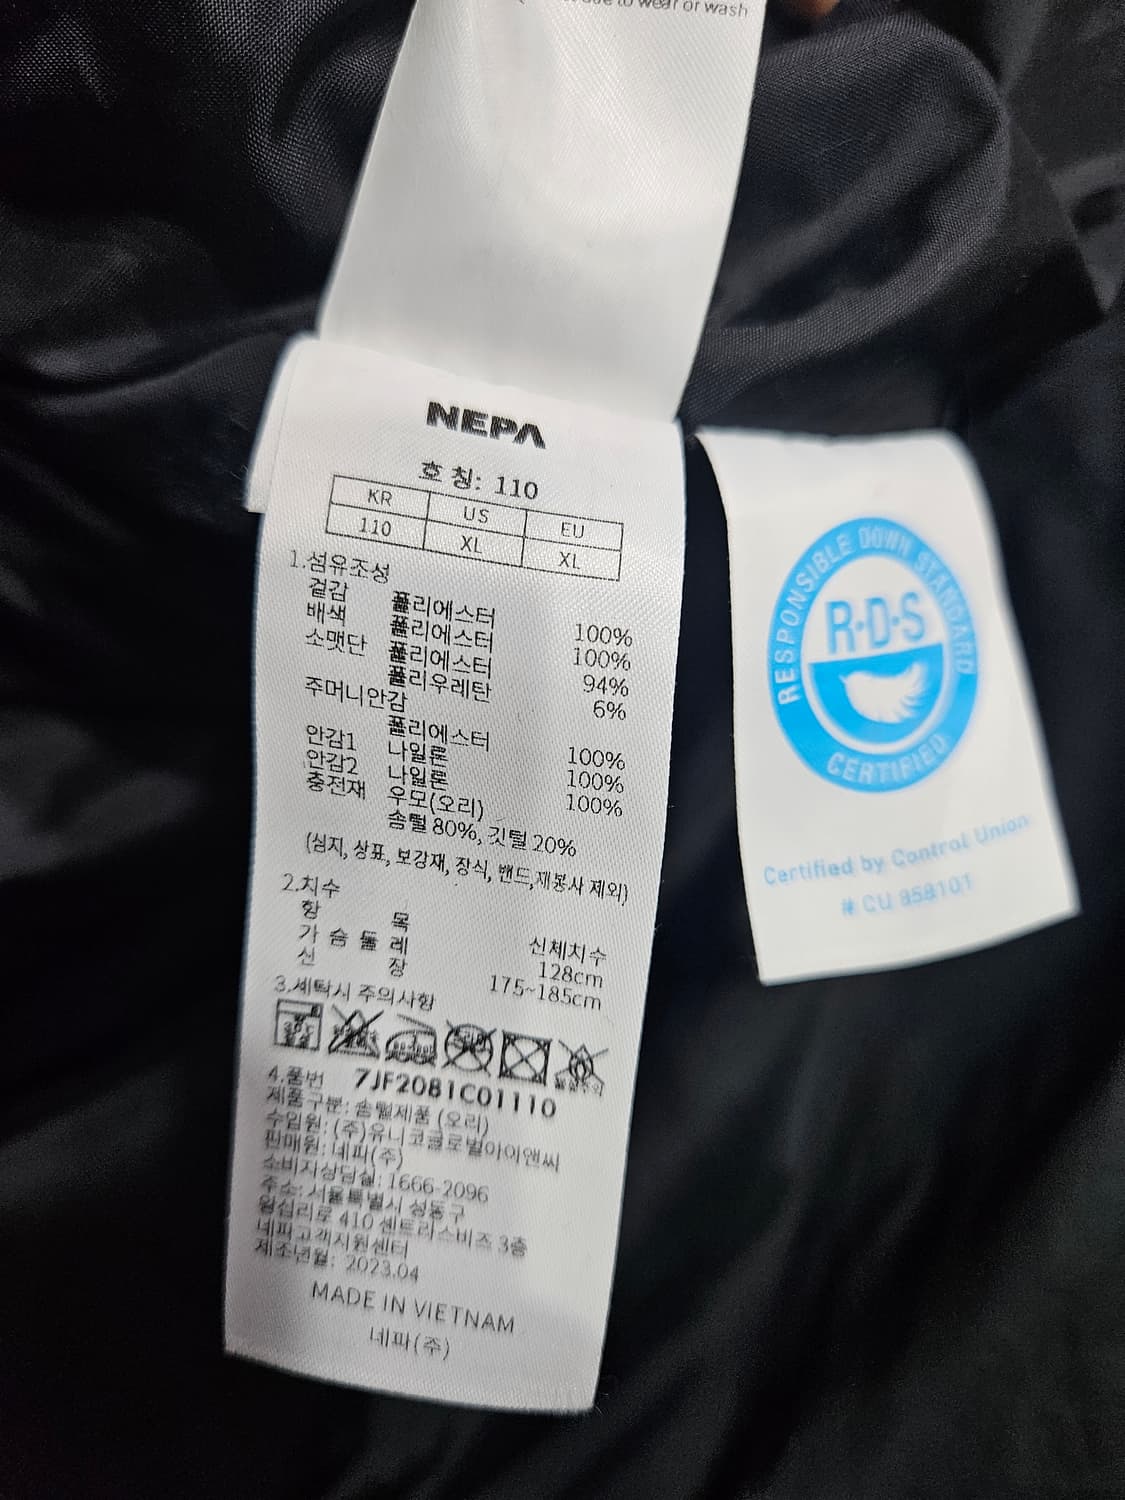 due to wear or wash
NEPA
호 칭: 110
KR US EU
110 XL XL
1.섬유조성
겉감 폴리에스터 100%
배색 폴리에스터 100%
소맷단 폴리에스터 94%
폴리우레탄 6%
주머니안감
폴리에스터 100%
안감1 나일론 100%
안감2 나일론 100%
충전재 우모(오리)
솜털 80%, 깃털 20%
(심지, 상표, 보강재, 장식, 밴드,재봉사 제외)
2.치수
항 목 신체치수
가 슴 둘 레 128cm
신 장 175~185cm
3.세탁시 주의사항
4.품번 7JF2081C01110
제품구분: 솜털제품 (오리)
수입원: (주)유니코글로벌아이앤씨
판매원: 네파(주)
소비자상담실: 1666-2096
주소: 서울특별시 성동구
왕십리로 410 센트라스비즈 3층
네파고객지원센터
제조년월: 2023.04
MADE IN VIETNAM
네파(주)
RESPONSIBLE DOWN STANDARD
R·D·S
CERTIFIED
Certified by Control Union
# CU 858101